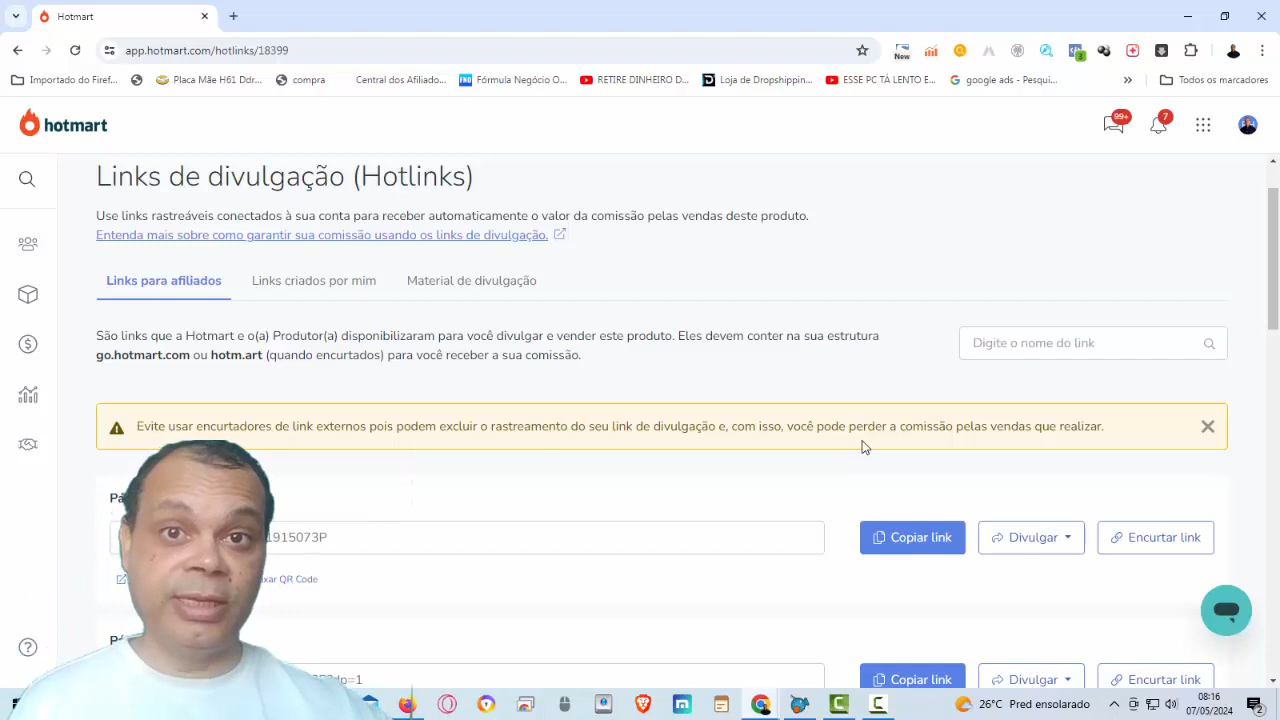 Hotmart
app.hotmart.com/hotlinks/18399
New
3
Importado do Firef...
Placa Mãe H61 Ddr...
compra
Central dos Afiliado...
FNO
Fórmula Negócio O...
RETIRE DINHEIRO D...
Loja de Dropshippin...
ESSE PC TÁ LENTO E...
google ads - Pesqui...
»
Todos os marcadores
hotmart
99+
7
Links de divulgação (Hotlinks)
Use links rastreáveis conectados à sua conta para receber automaticamente o valor da comissão pelas vendas deste produto.
Entenda mais sobre como garantir sua comissão usando os links de divulgação.
Links para afiliados
Links criados por mim
Material de divulgação
São links que a Hotmart e o(a) Produtor(a) disponibilizaram para você divulgar e vender este produto. Eles devem conter na sua estrutura
go.hotmart.com ou hotm.art (quando encurtados) para você receber a sua comissão.
Digite o nome do link
Evite usar encurtadores de link externos pois podem excluir o rastreamento do seu link de divulgação e, com isso, você pode perder a comissão pelas vendas que realizar.
1915073P
Copiar link
Divulgar
Encurtar link
QR Code
p=1
Copiar link
Divulgar
Encurtar link
26°C Pred ensolarado
08:16
07/05/2024
2